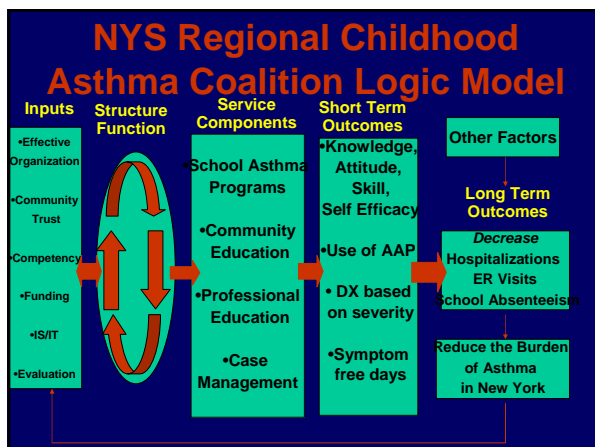 NYS Regional Childhood
Asthma Coalition Logic Model
Inputs
•Effective
Organization
•Community
Trust
•Competency
•Funding
•IS/IT
•Evaluation
Structure
Function
Service
Components
•School Asthma
Programs
•Community
Education
•Professional
Education
•Case
Management
Short Term
Outcomes
•Knowledge,
Attitude,
Skill,
Self Efficacy
•Use of AAP
• DX based
on severity
•Symptom
free days
Other Factors
Long Term
Outcomes
Decrease
Hospitalizations
ER Visits
School Absenteeism
Reduce the Burden
of Asthma
in New York